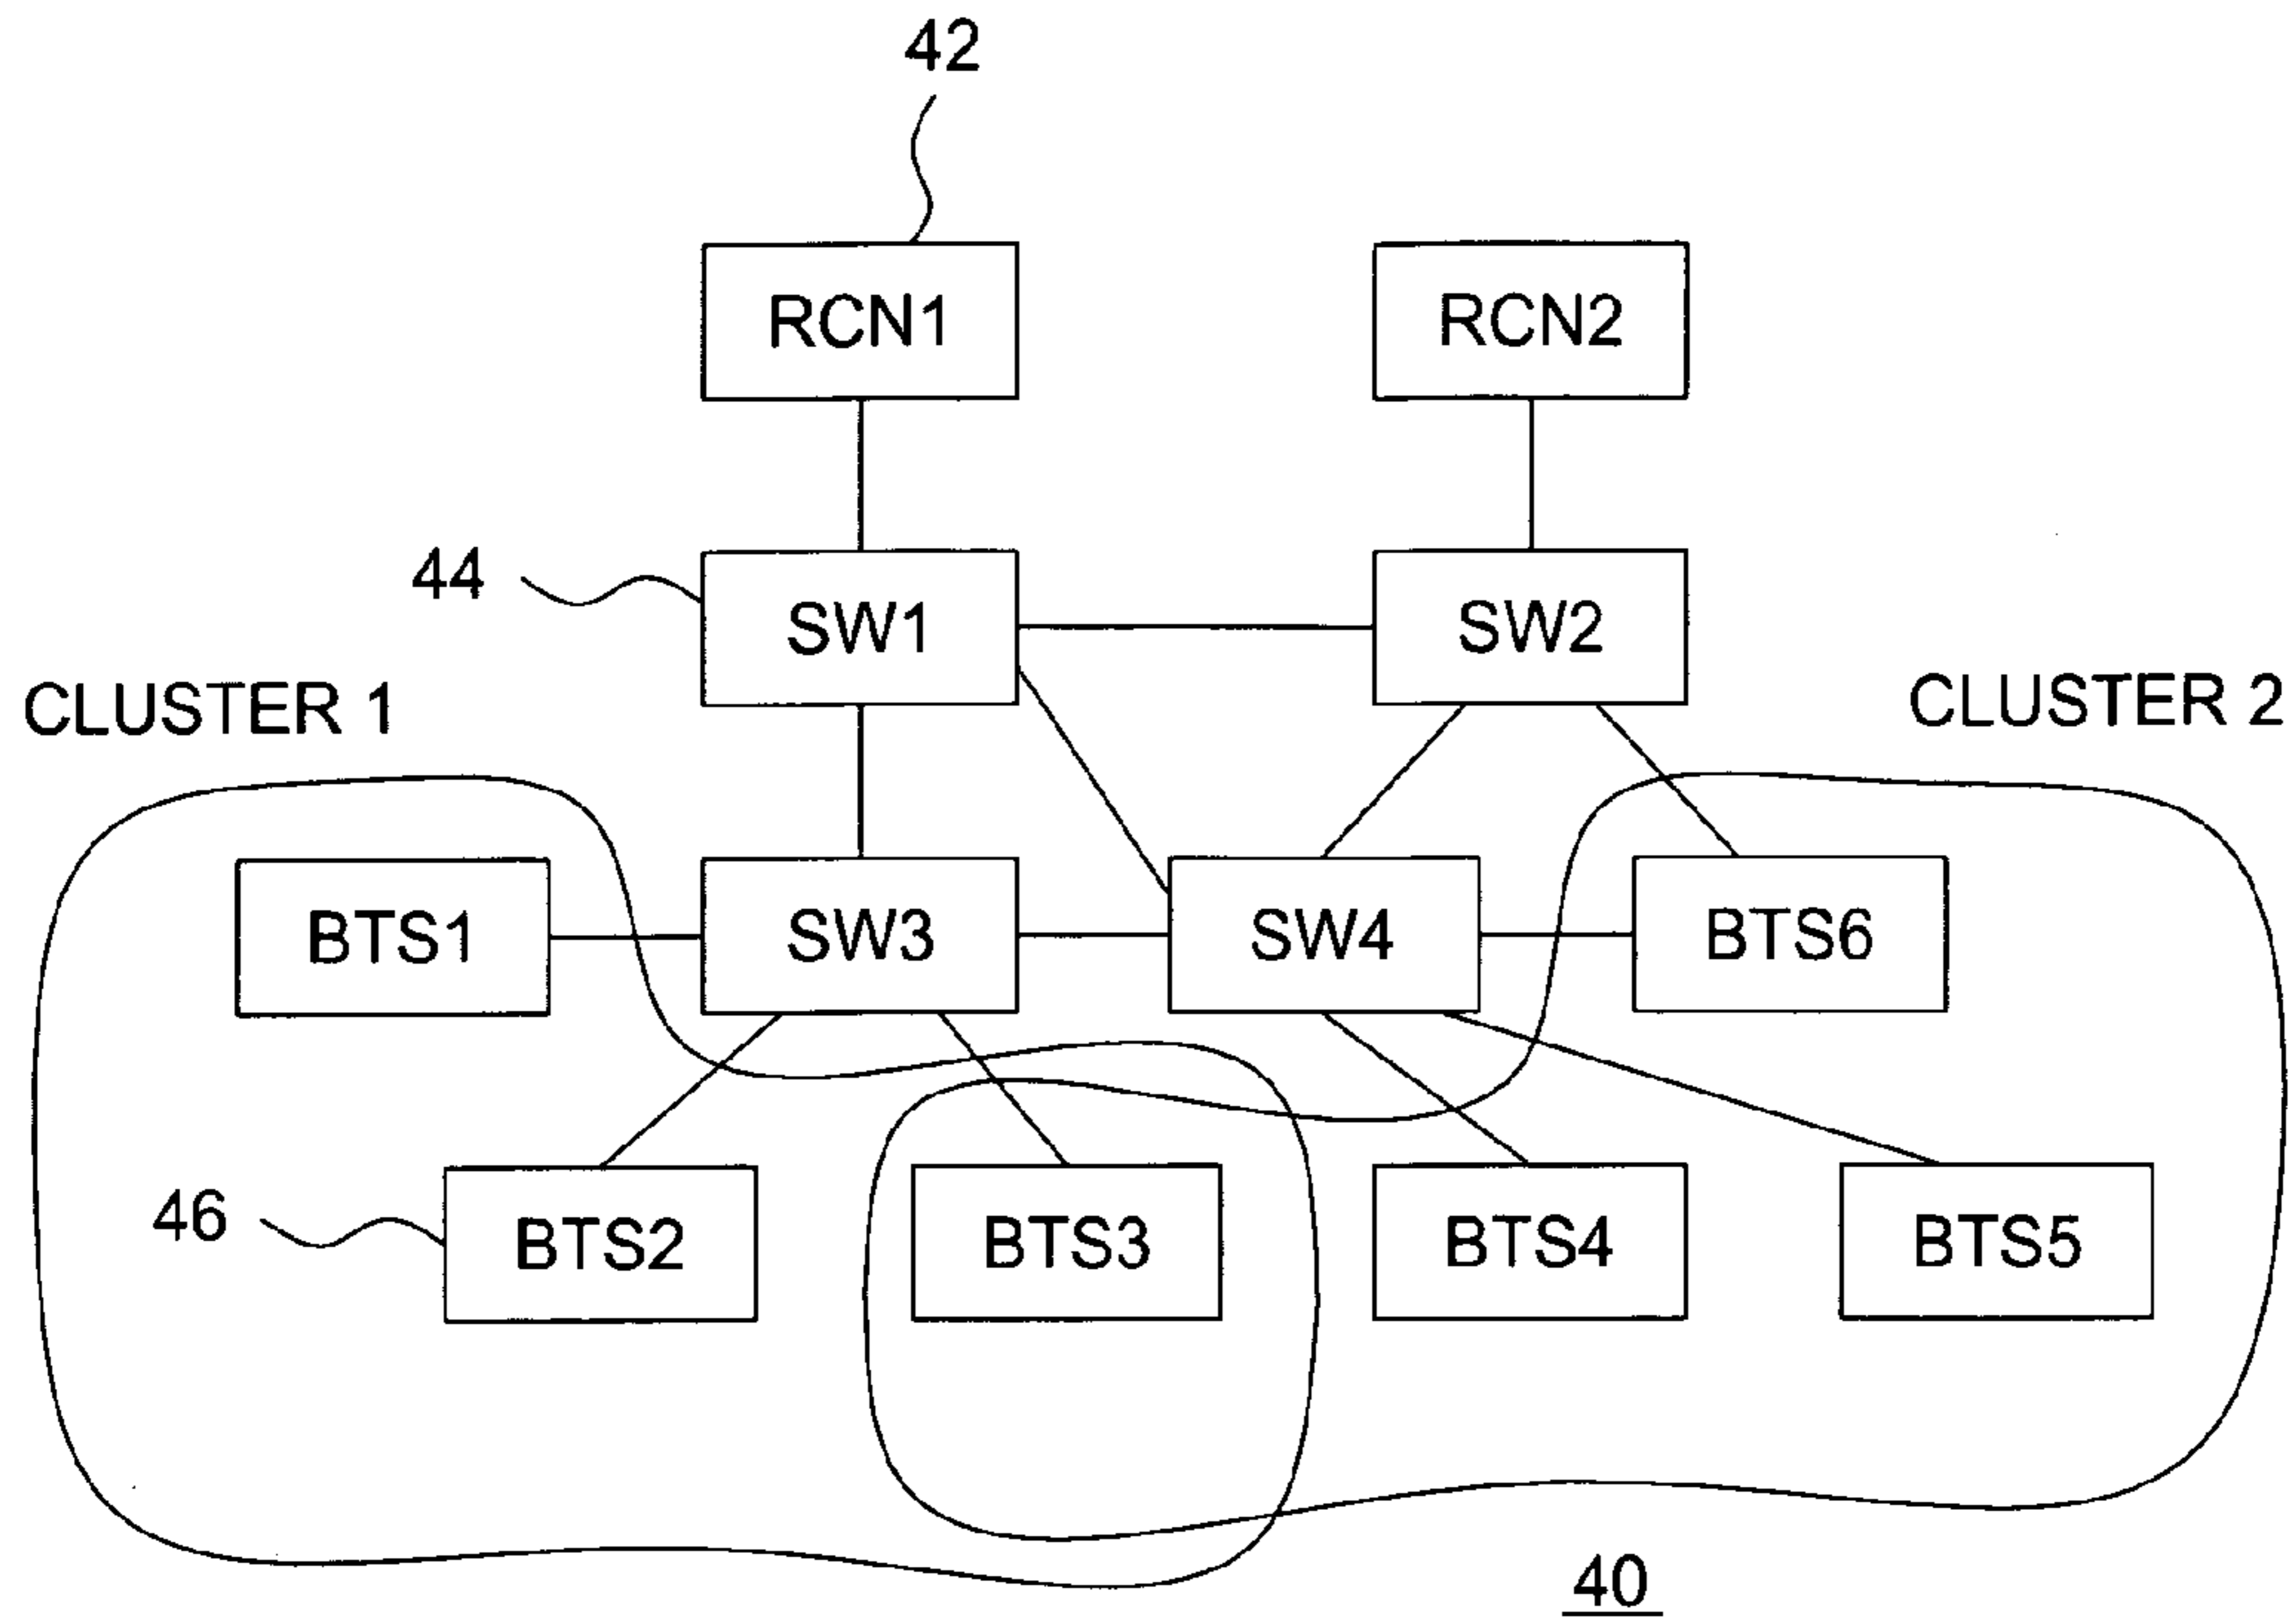 42
RCN1
RCN2
44
SW1
SW2
CLUSTER 1
CLUSTER 2
BTS1
SW3
SW4
BTS6
46
BTS2
BTS3
BTS4
BTS5
40